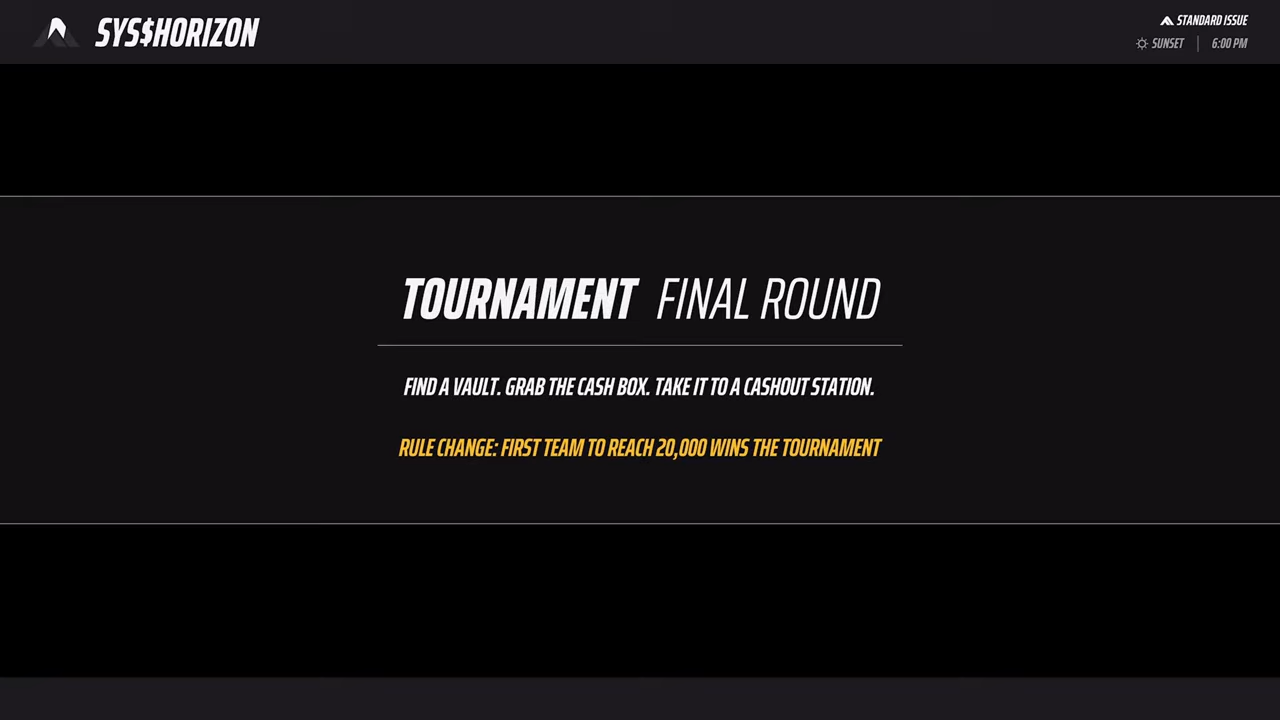 SYS$HORIZON
STANDARD ISSUE
SUNSET | 6:00 PM
TOURNAMENT FINAL ROUND
FIND A VAULT. GRAB THE CASH BOX. TAKE IT TO A CASHOUT STATION.
RULE CHANGE: FIRST TEAM TO REACH 20,000 WINS THE TOURNAMENT